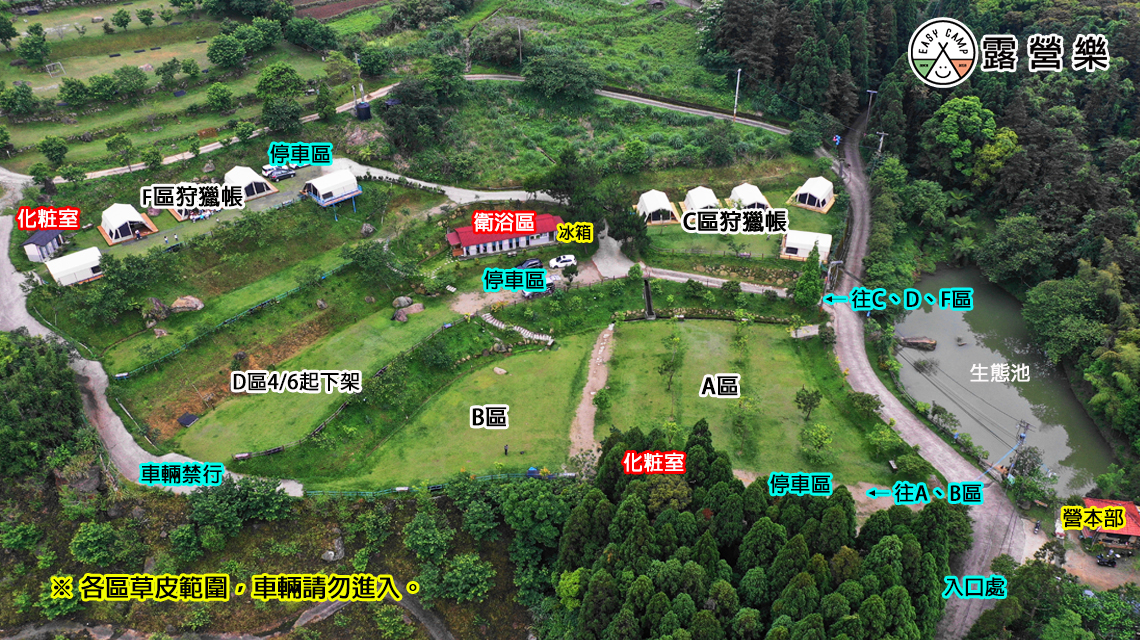 EASY CAMP
露營樂
停車區
F區狩獵帳
化粧室
衛浴區
冰箱
C區狩獵帳
停車區
←往C、D、F區
生態池
D區4/6起下架
A區
B區
化粧室
車輛禁行
停車區
←往A、B區
營本部
※ 各區草皮範圍，車輛請勿進入。
入口處